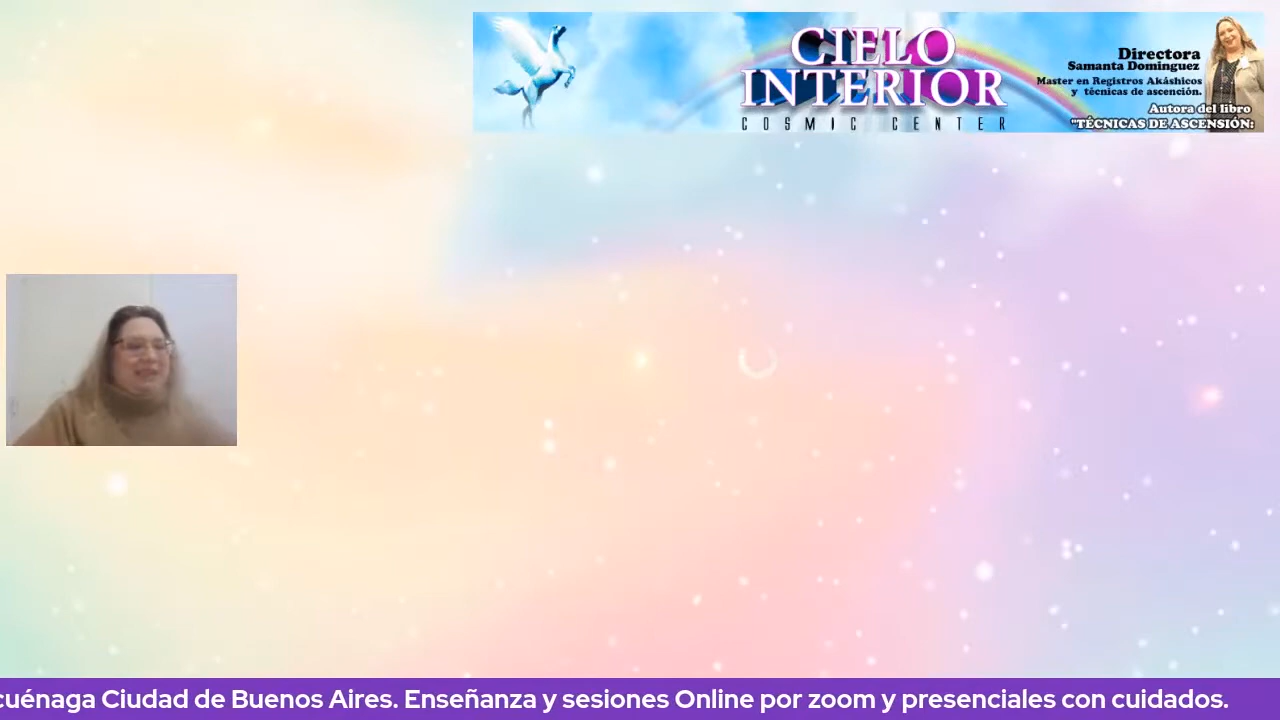 CIELO
INTERIOR
COSMIC CENTER
Directora
Samanta Dominguez
Master en Registros Akáshicos
y técnicas de ascención.
Autora del libro
"TÉCNICAS DE ASCENSIÓN:
cuénaga Ciudad de Buenos Aires. Enseñanza y sesiones Online por zoom y presenciales con cuidados.